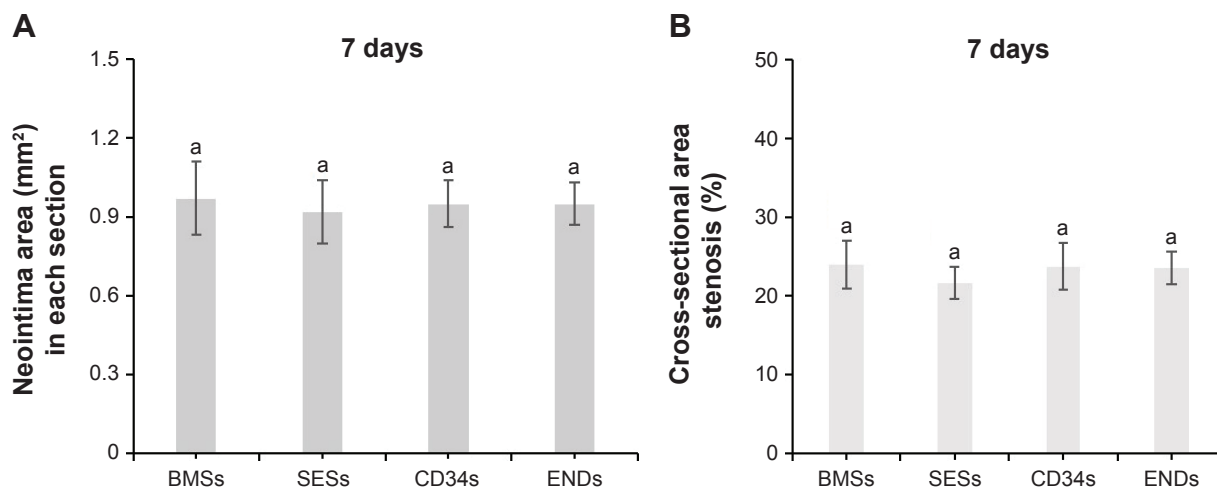 A
7 days
Neointima area (mm²)
in each section
1.5
1.2
0.9
0.6
0.3
0
a
a
a
a
BMSs
SESs
CD34s
ENDs
B
7 days
Cross-sectional area
stenosis (%)
50
40
30
20
10
0
a
a
a
a
BMSs
SESs
CD34s
ENDs